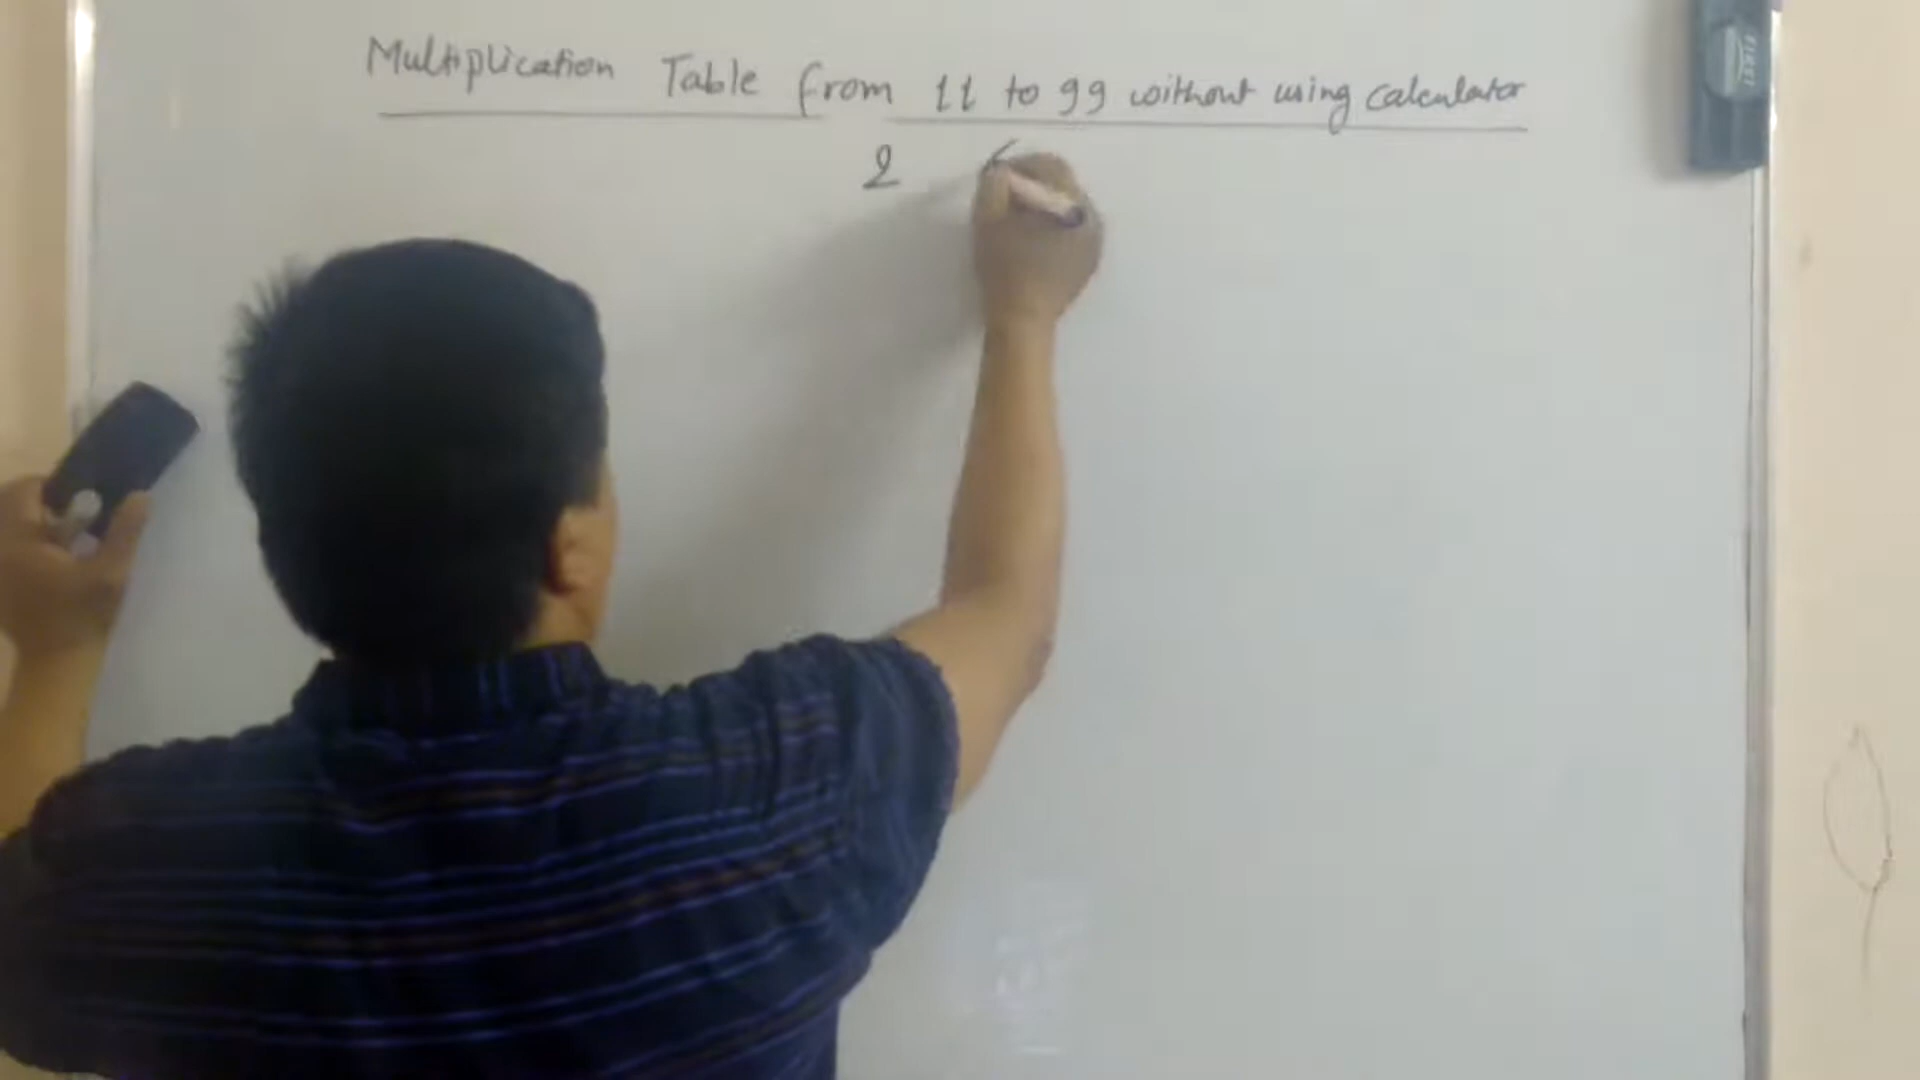 Multiplication Table from 11 to 99 without using calculator
2